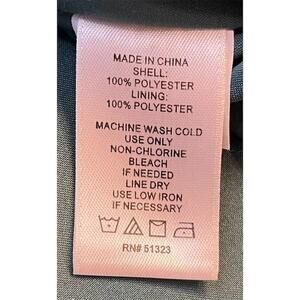 MADE IN CHINA
SHELL:
100% POLYESTER
LINING:
100% POLYESTER
MACHINE WASH COLD
USE ONLY
NON-CHLORINE
BLEACH
IF NEEDED
LINE DRY
USE LOW IRON
IF NECESSARY
RN# 51323